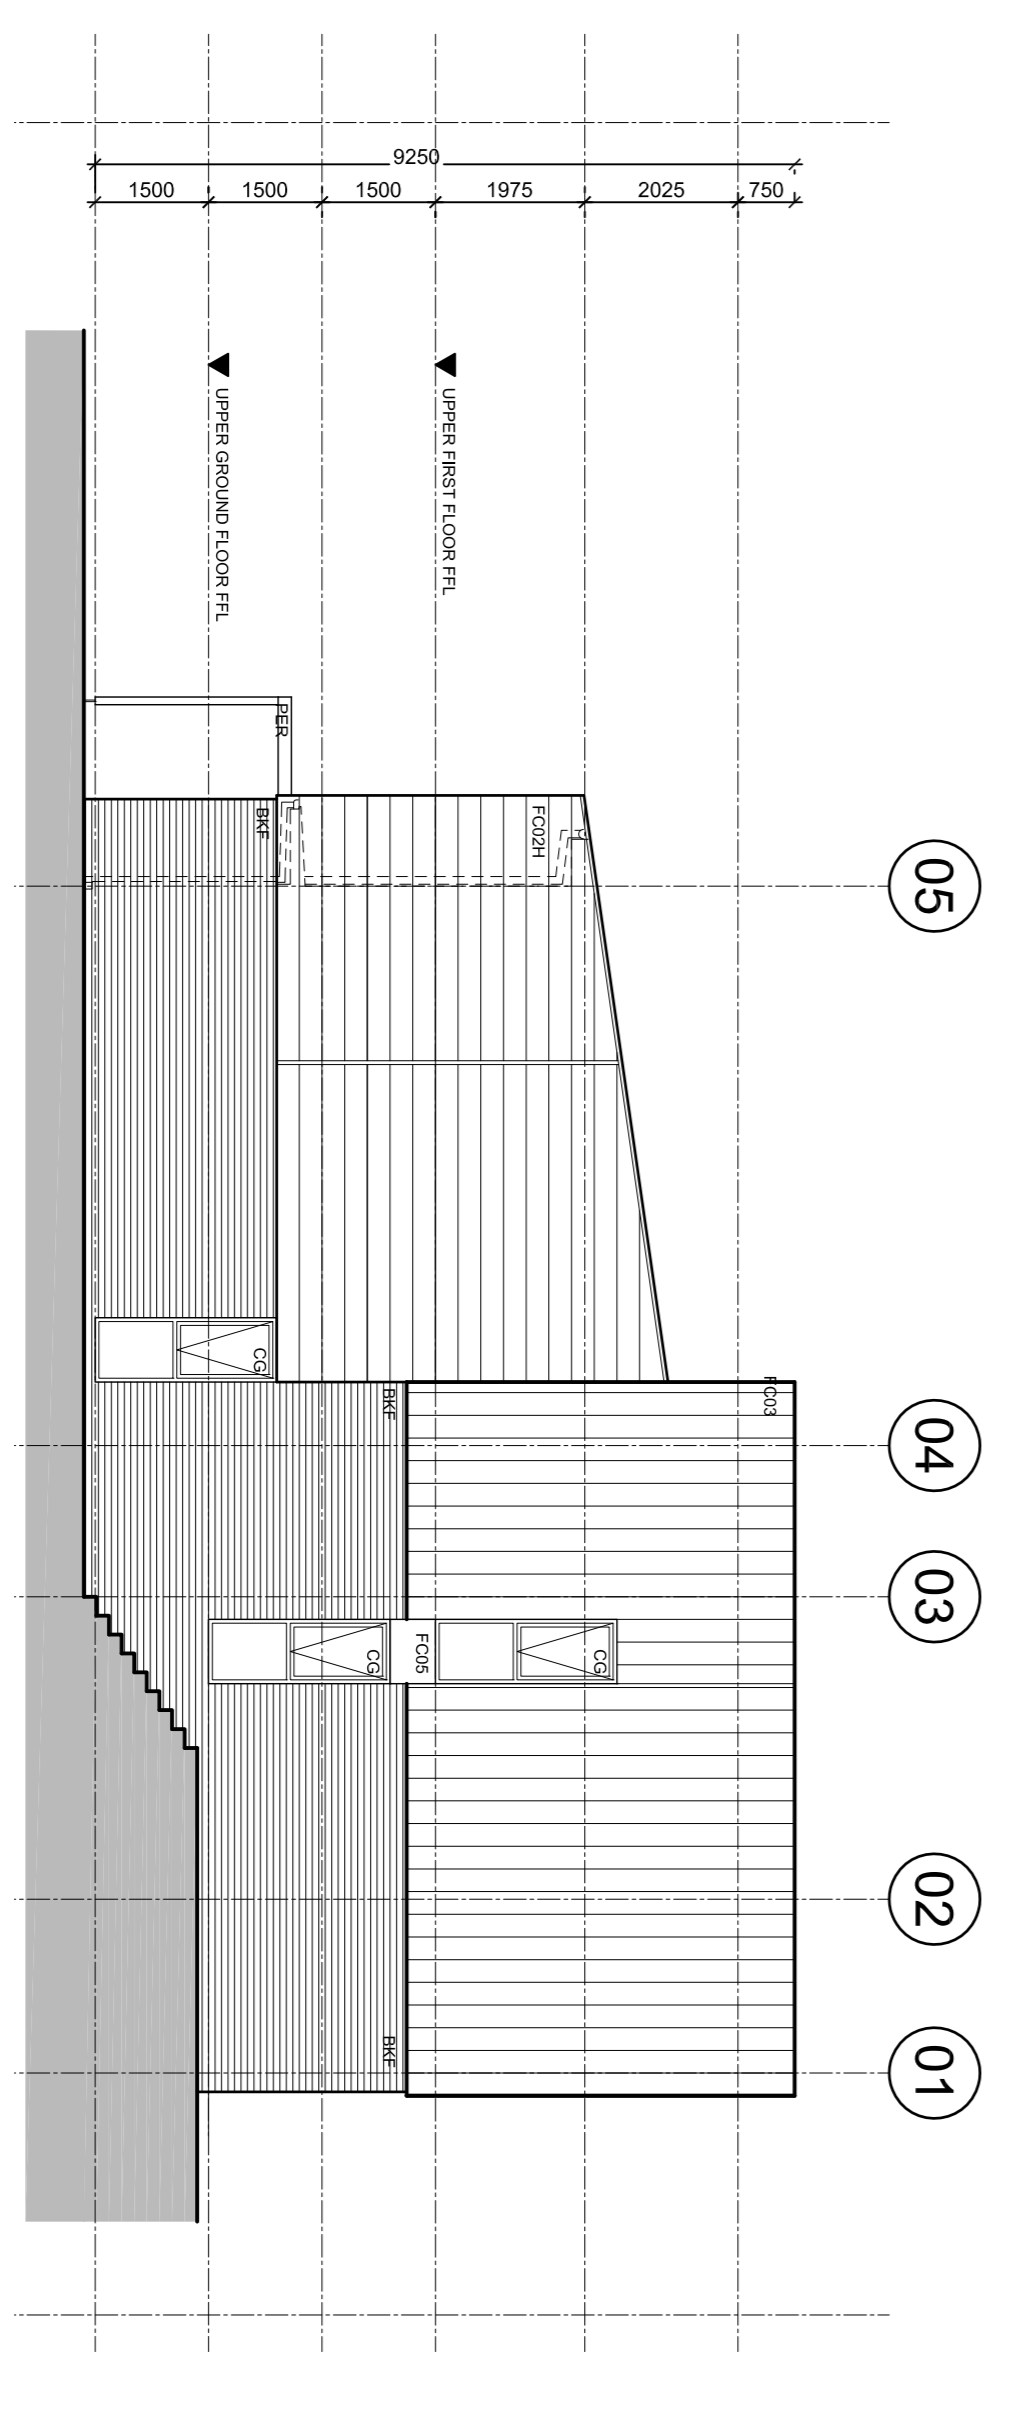 05
04
03
02
01
9250
1500
1500
1500
1975
2025
750
UPPER FIRST FLOOR FFL
UPPER GROUND FLOOR FFL
FC03
FC02H
PER
BKF
BKF
BKF
CG
CG
CG
FC05